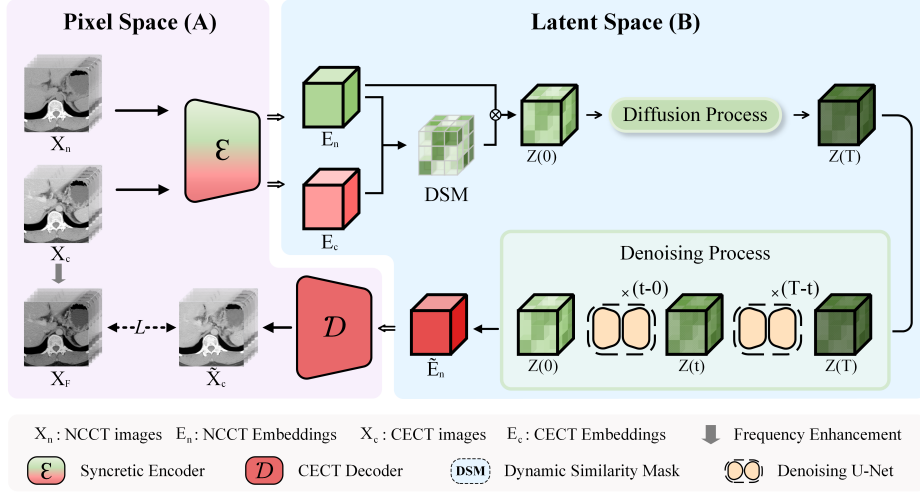 Pixel Space (A)
Latent Space (B)
Xn
Xc
XF
ε
En
Ec
DSM
Z(0)
Diffusion Process
Z(T)
Denoising Process
×(t-0)
×(T-t)
Z(0)
Z(t)
Z(T)
L
X̃c
D
Ẽn
Xn : NCCT images
En : NCCT Embeddings
Xc : CECT images
Ec : CECT Embeddings
Frequency Enhancement
ε Syncretic Encoder
D CECT Decoder
DSM Dynamic Similarity Mask
Denoising U-Net